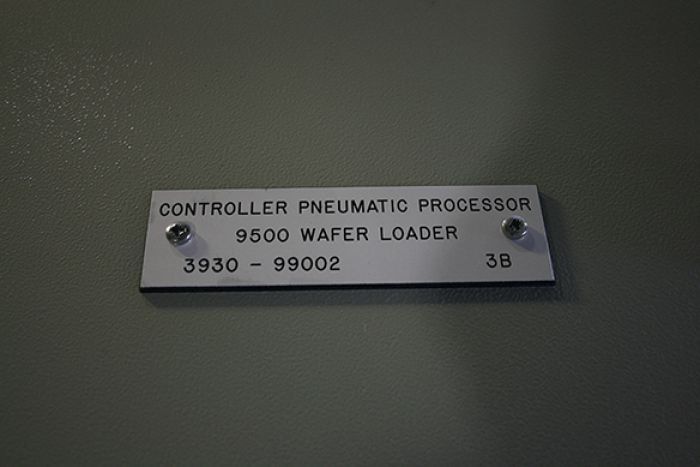 CONTROLLER PNEUMATIC PROCESSOR
9500 WAFER LOADER
3930 - 99002 3B